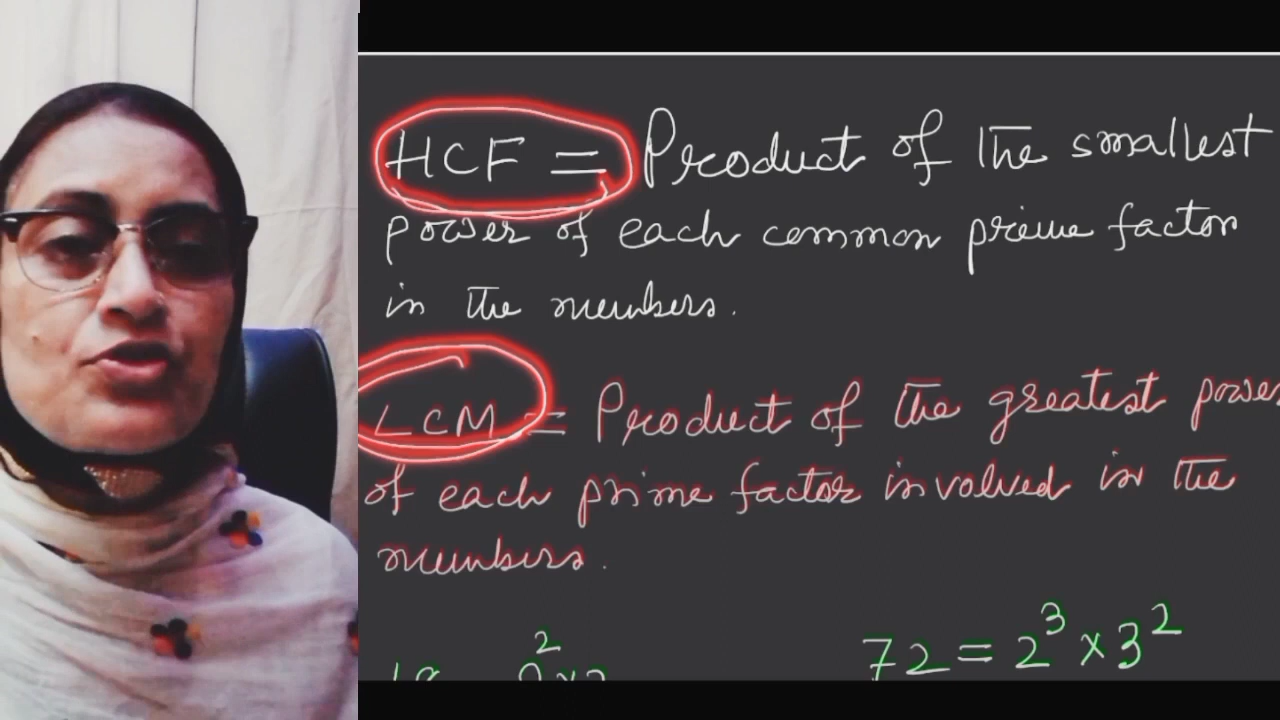 HCF = Product of the smallest
power of each common prime factor
in the numbers.
LCM = Product of the greatest power
of each prime factor involved in the
numbers.
72 = 2³ × 3²